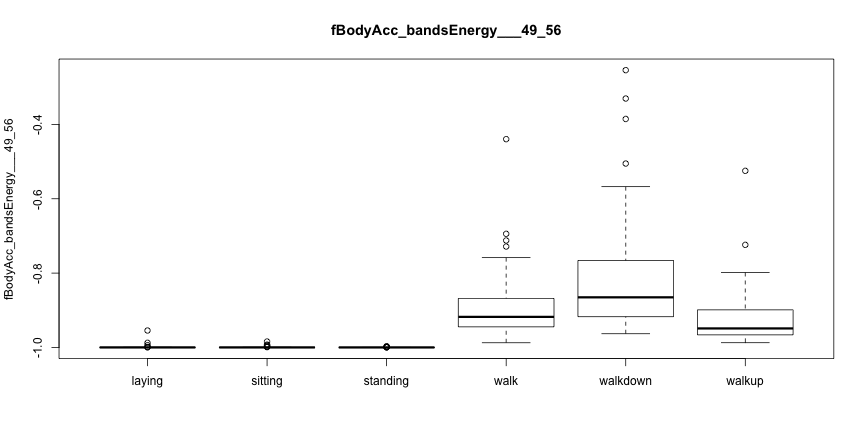 fBodyAcc_bandsEnergy___49_56
fBodyAcc_bandsEnergy___49_56
-0.4
-0.6
-0.8
-1.0
laying sitting standing walk walkdown walkup